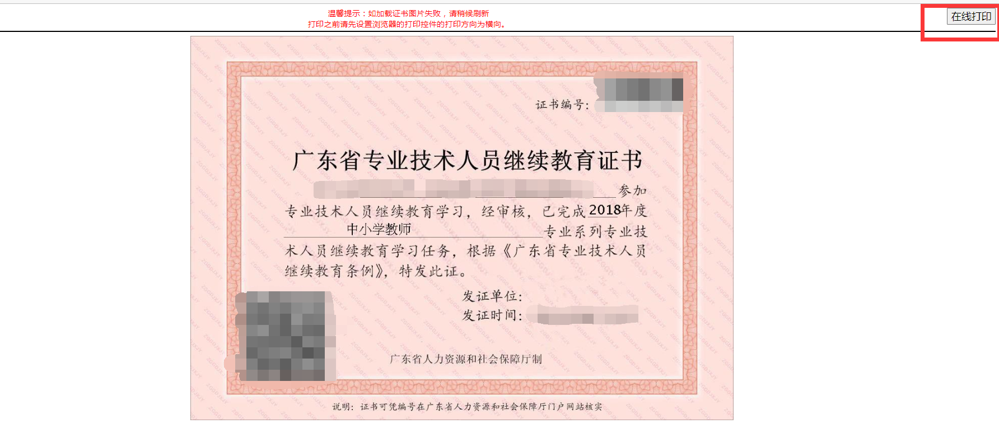 温馨提示：如加载证书图片失败，请稍候刷新
打印之前请先设置浏览器的打印控件的打印方向为横向。
在线打印
证书编号：
广东省专业技术人员继续教育证书
参加
专业技术人员继续教育学习，经审核，已完成2018年度
中小学教师专业系列专业技
术人员继续教育学习任务，根据《广东省专业技术人员
继续教育条例》，特发此证。
发证单位：
发证时间：
广东省人力资源和社会保障厅制
说明：证书可凭编号在广东省人力资源和社会保障厅门户网站核实